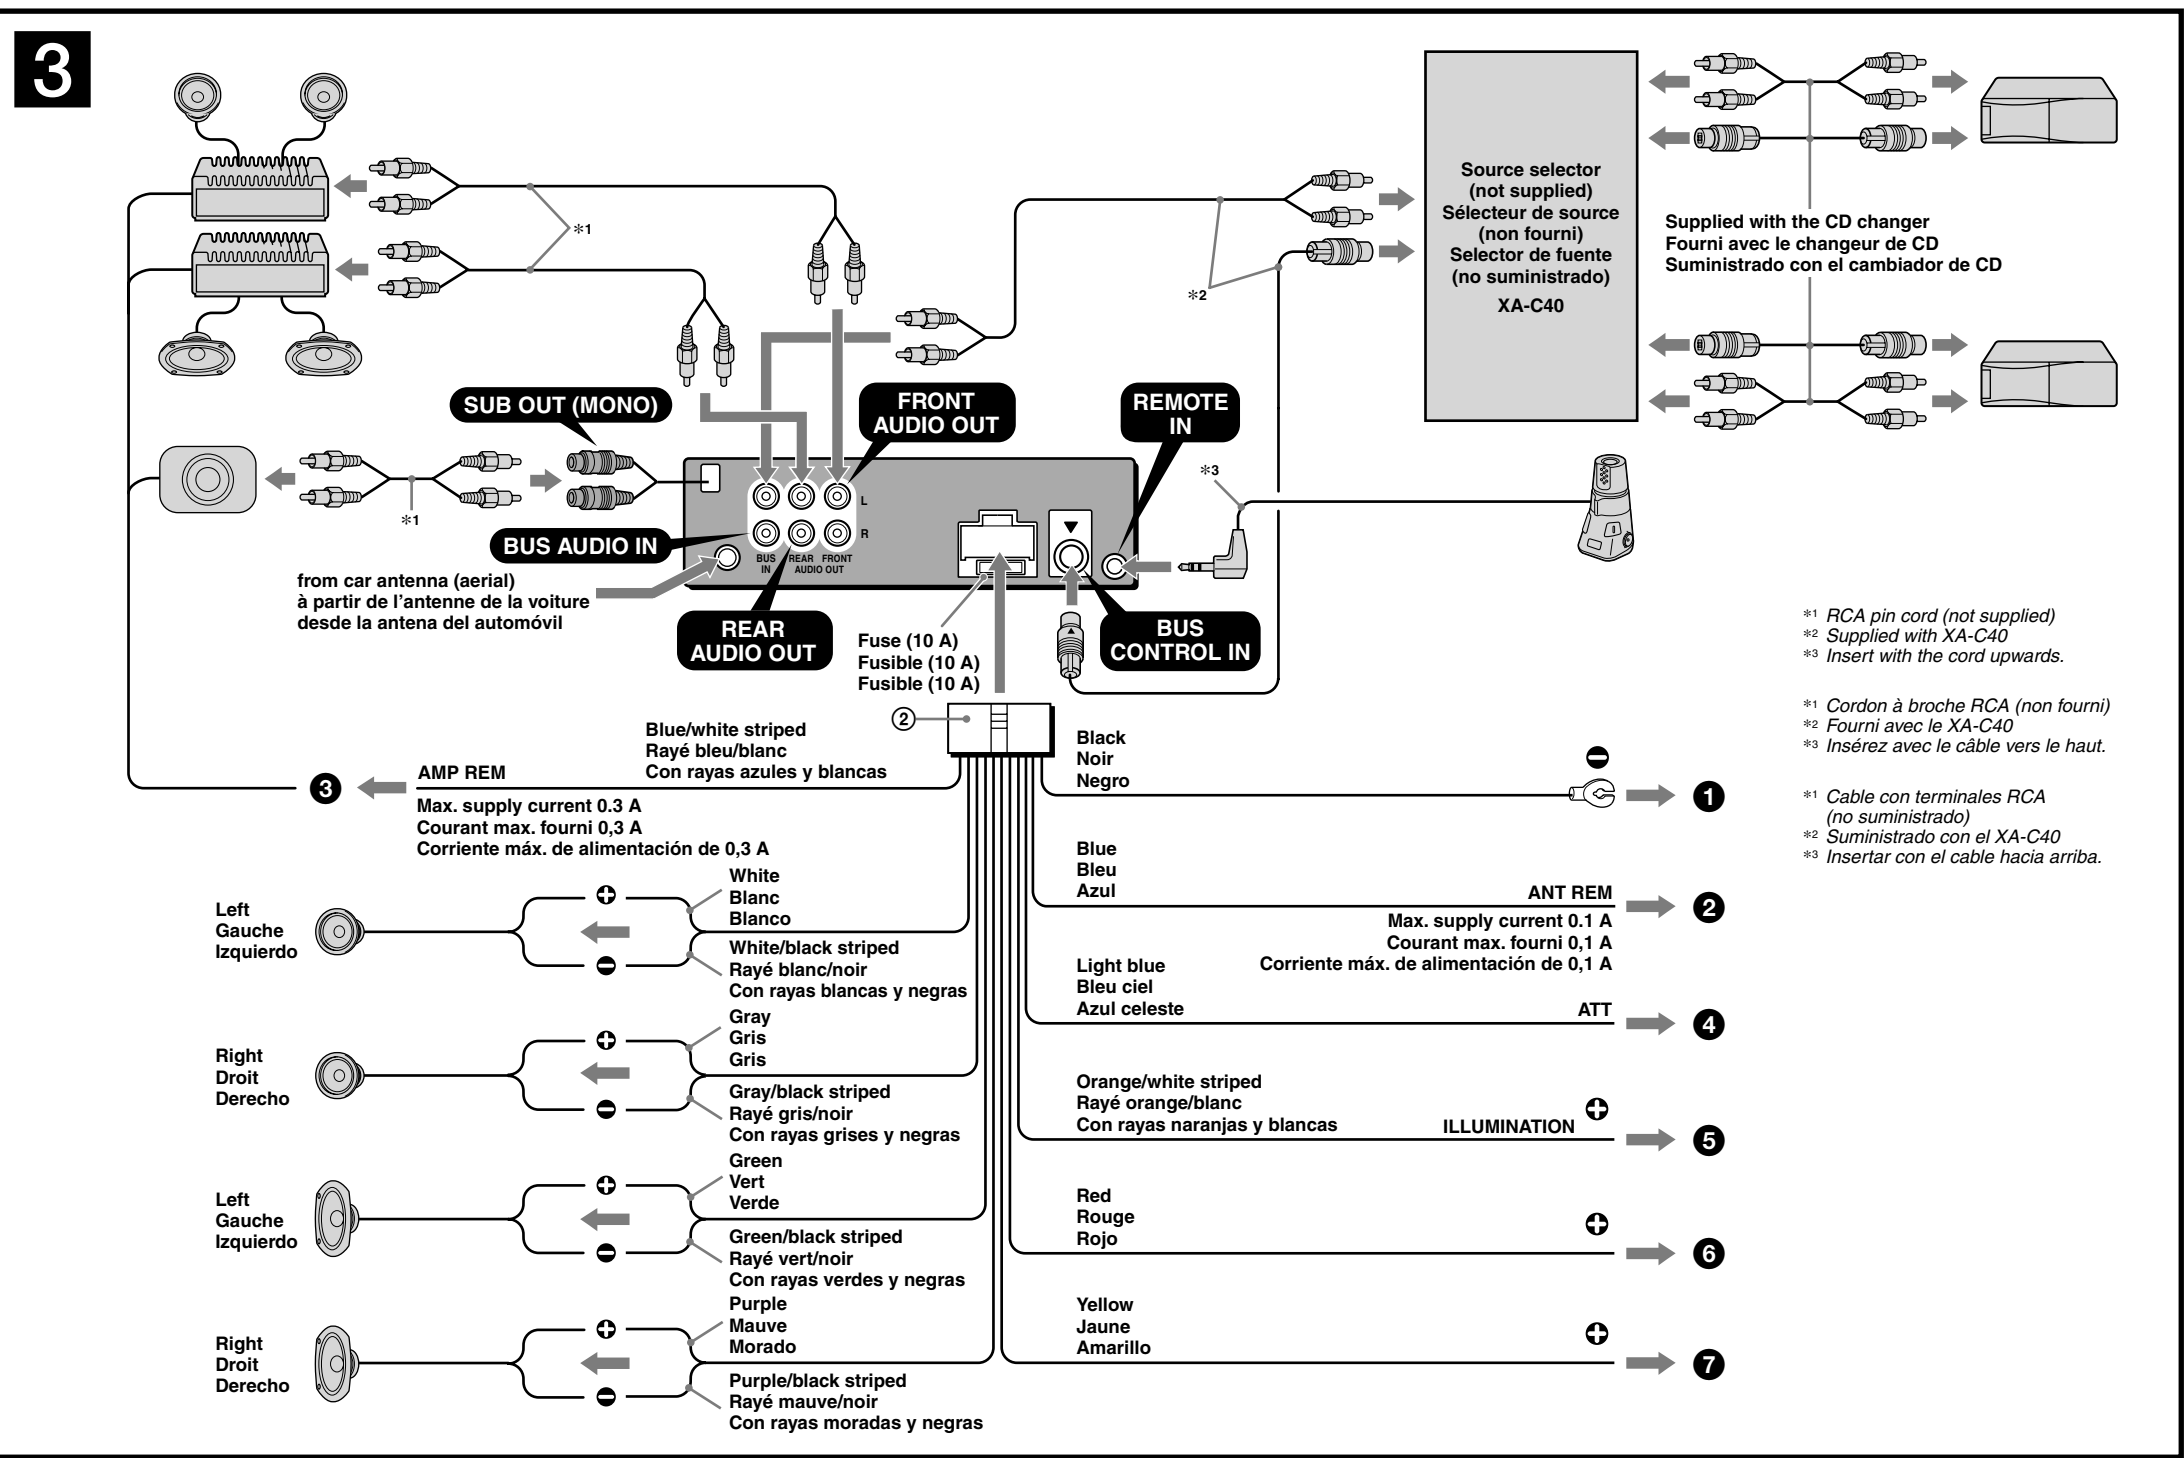 3
*1
*2
Source selector
(not supplied)
Sélecteur de source
(non fourni)
Selector de fuente
(no suministrado)
XA-C40
Supplied with the CD changer
Fourni avec le changeur de CD
Suministrado con el cambiador de CD
SUB OUT (MONO)
FRONT
AUDIO OUT
REMOTE
IN
*3
*1
L
R
BUS AUDIO IN
BUS
IN
REAR FRONT
AUDIO OUT
from car antenna (aerial)
à partir de l'antenne de la voiture
desde la antena del automóvil
REAR
AUDIO OUT
Fuse (10 A)
Fusible (10 A)
Fusible (10 A)
BUS
CONTROL IN
*1 RCA pin cord (not supplied)
*2 Supplied with XA-C40
*3 Insert with the cord upwards.
*1 Cordon à broche RCA (non fourni)
*2 Fourni avec le XA-C40
*3 Insérez avec le câble vers le haut.
*1 Cable con terminales RCA
(no suministrado)
*2 Suministrado con el XA-C40
*3 Insertar con el cable hacia arriba.
②
Blue/white striped
Rayé bleu/blanc
Con rayas azules y blancas
❸
AMP REM
Max. supply current 0.3 A
Courant max. fourni 0,3 A
Corriente máx. de alimentación de 0,3 A
Left
Gauche
Izquierdo
White
Blanc
Blanco
White/black striped
Rayé blanc/noir
Con rayas blancas y negras
Right
Droit
Derecho
Gray
Gris
Gris
Gray/black striped
Rayé gris/noir
Con rayas grises y negras
Left
Gauche
Izquierdo
Green
Vert
Verde
Green/black striped
Rayé vert/noir
Con rayas verdes y negras
Right
Droit
Derecho
Purple
Mauve
Morado
Purple/black striped
Rayé mauve/noir
Con rayas moradas y negras
Black
Noir
Negro
❶
Blue
Bleu
Azul
ANT REM
❷
Max. supply current 0.1 A
Courant max. fourni 0,1 A
Corriente máx. de alimentación de 0,1 A
Light blue
Bleu ciel
Azul celeste
ATT
❹
Orange/white striped
Rayé orange/blanc
Con rayas naranjas y blancas
ILLUMINATION
❺
Red
Rouge
Rojo
❻
Yellow
Jaune
Amarillo
❼